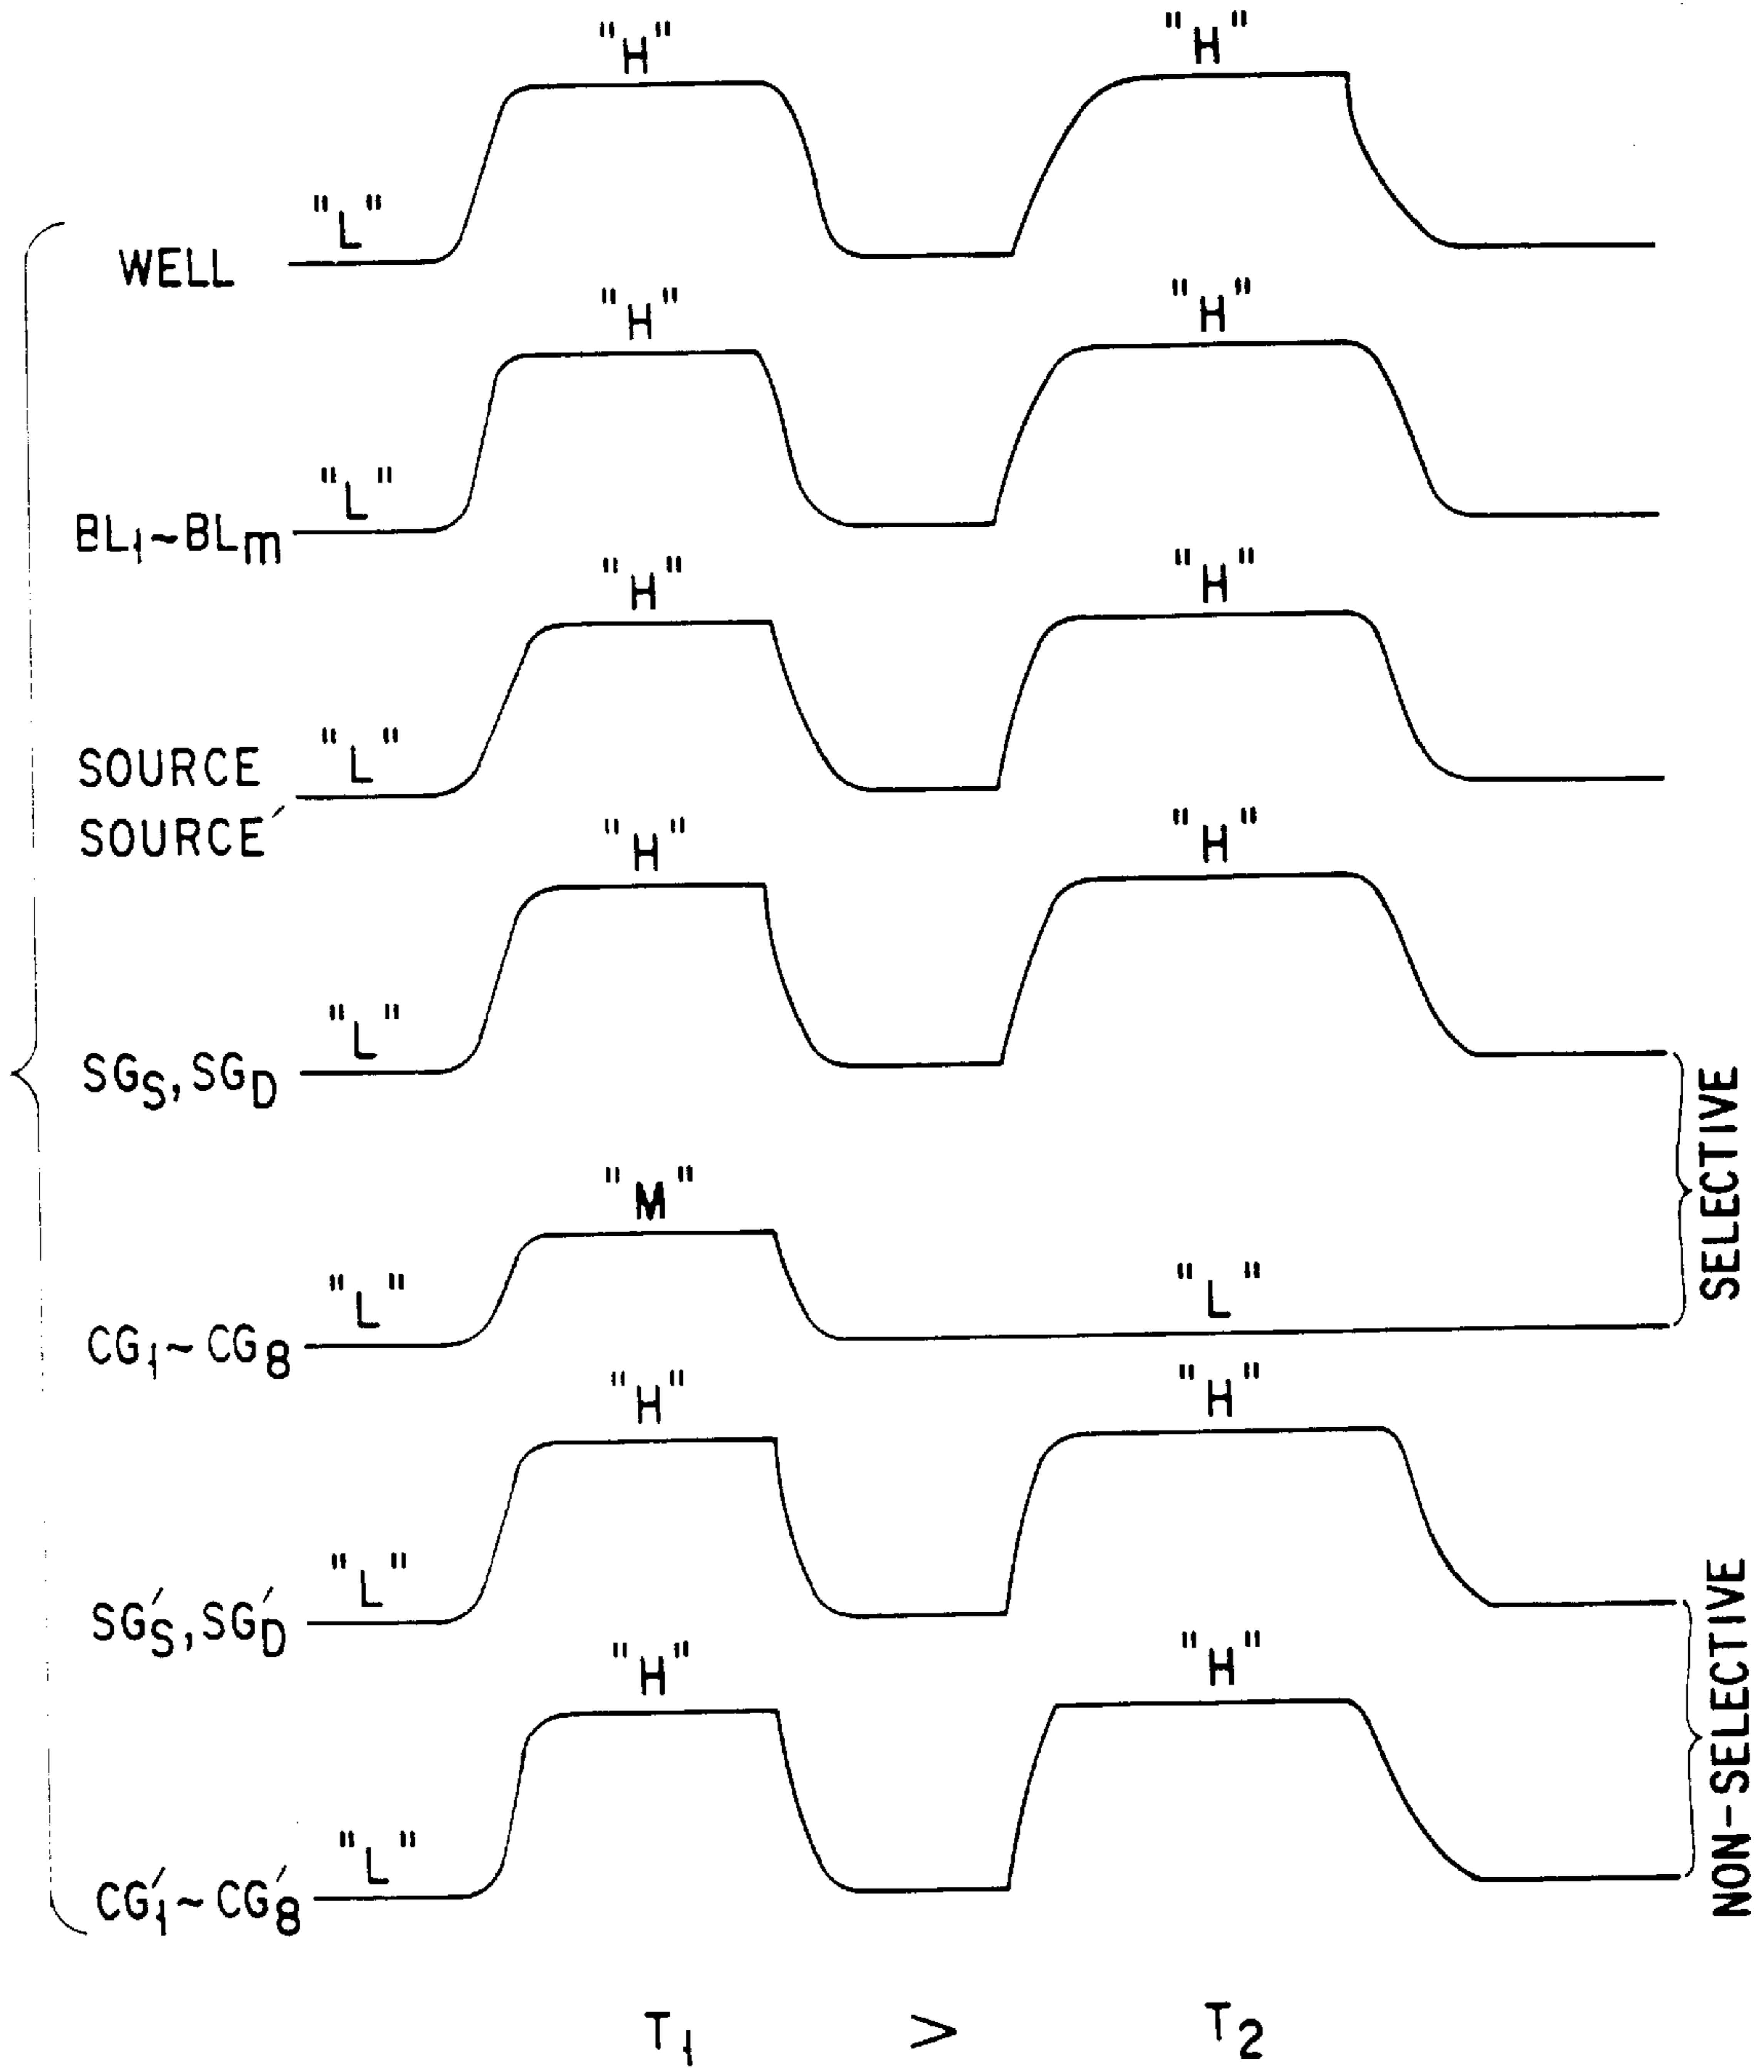 "H" "H"
"L"
WELL
"H" "H"
"L"
BL1~BLm
"H" "H"
"L"
SOURCE
SOURCE′
"H" "H"
"L"
SGS, SGD
SELECTIVE
"M"
"L" "L"
CG1~CG8
"H" "H"
"L"
SG′S, SG′D
NON-SELECTIVE
"H" "H"
"L"
CG′1~CG′8
T1 > T2